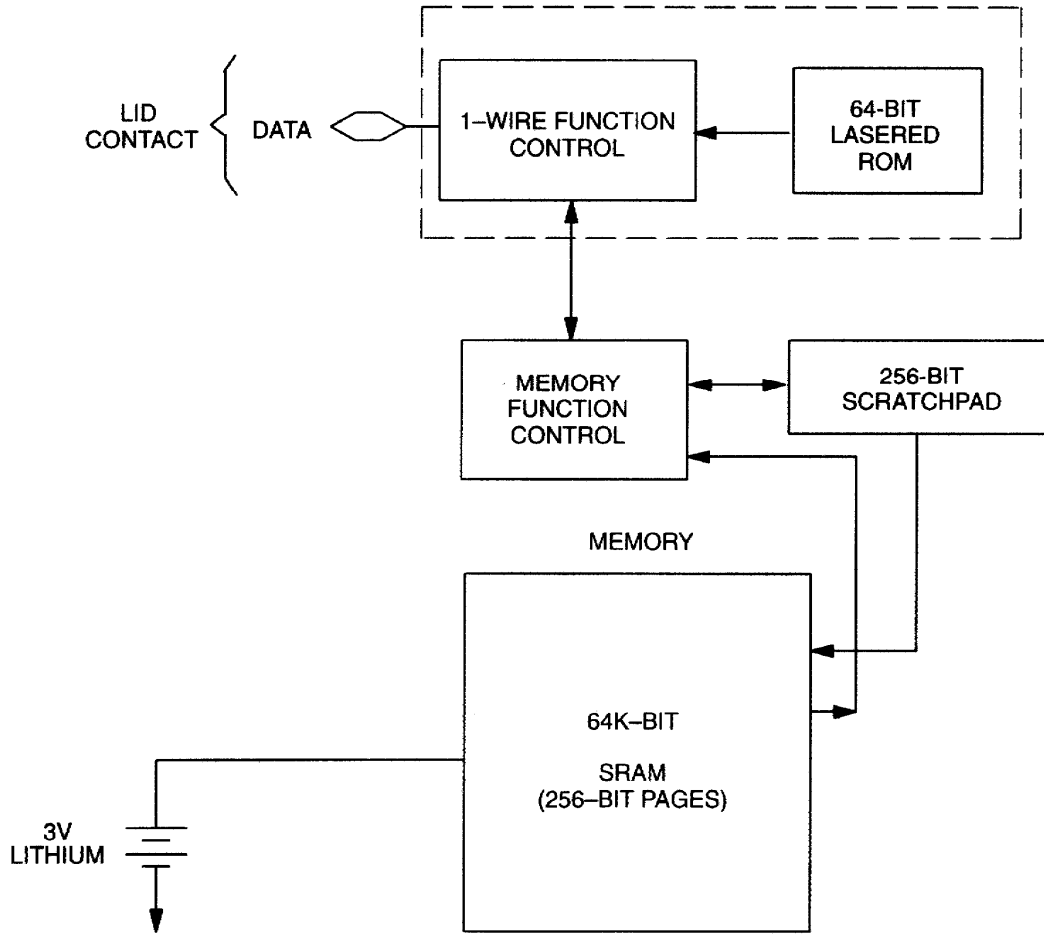 LID
CONTACT
DATA
1–WIRE FUNCTION
CONTROL
64-BIT
LASERED
ROM
MEMORY
FUNCTION
CONTROL
256-BIT
SCRATCHPAD
MEMORY
64K–BIT
SRAM
(256–BIT PAGES)
3V
LITHIUM